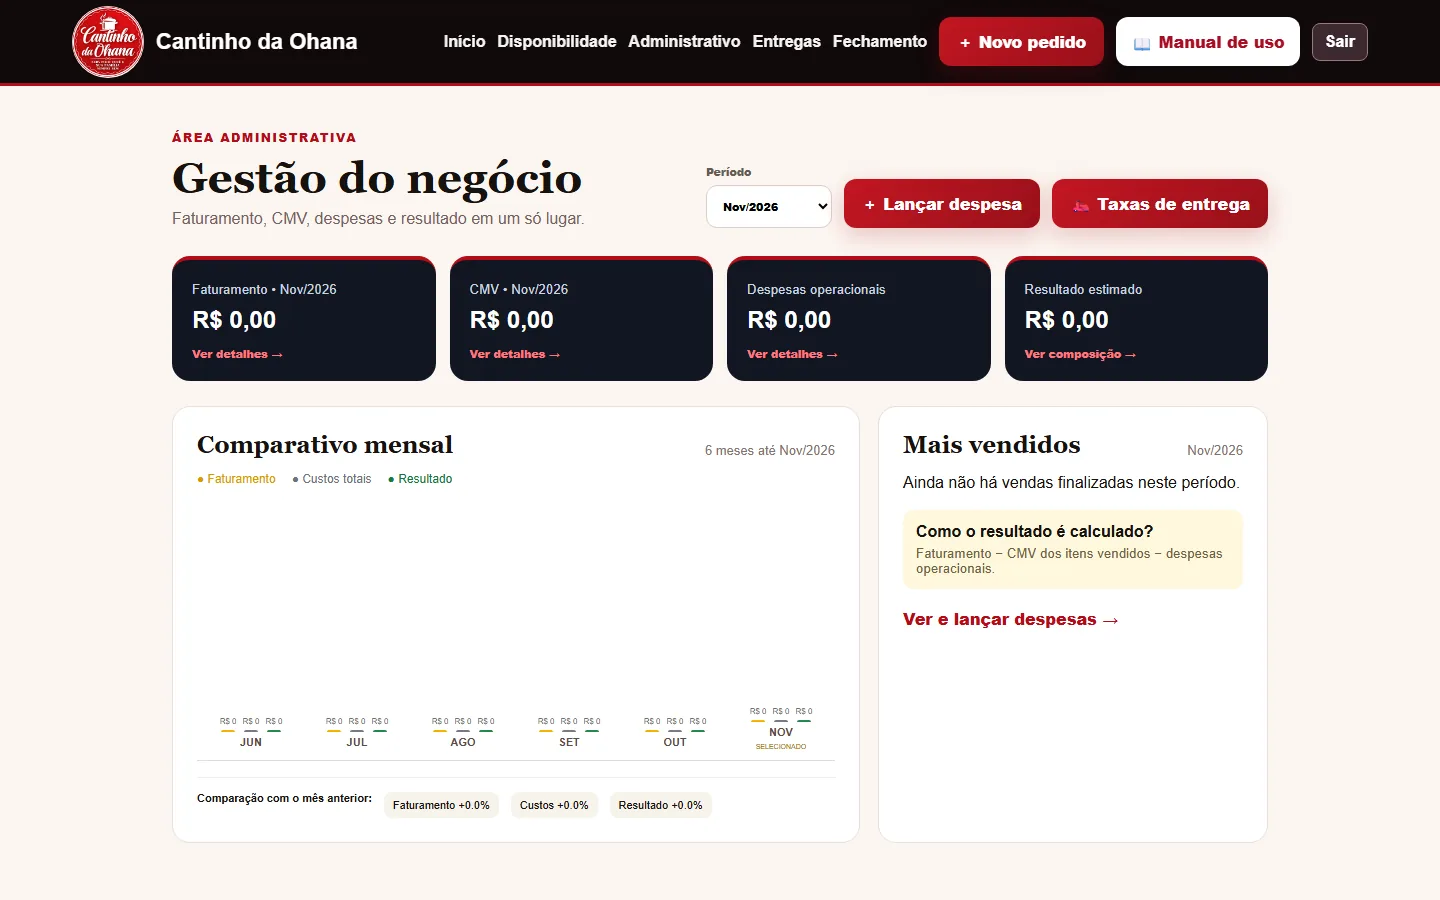 Cantinho
da Ohana
Cantinho da Ohana
Início
Disponibilidade
Administrativo
Entregas
Fechamento
+ Novo pedido
Manual de uso
Sair
ÁREA ADMINISTRATIVA
Gestão do negócio
Faturamento, CMV, despesas e resultado em um só lugar.
Período
Nov/2026
+ Lançar despesa
Taxas de entrega
Faturamento • Nov/2026
R$ 0,00
Ver detalhes →
CMV • Nov/2026
R$ 0,00
Ver detalhes →
Despesas operacionais
R$ 0,00
Ver detalhes →
Resultado estimado
R$ 0,00
Ver composição →
Comparativo mensal
6 meses até Nov/2026
● Faturamento ● Custos totais ● Resultado
R$ 0 R$ 0 R$ 0
JUN
R$ 0 R$ 0 R$ 0
JUL
R$ 0 R$ 0 R$ 0
AGO
R$ 0 R$ 0 R$ 0
SET
R$ 0 R$ 0 R$ 0
OUT
R$ 0 R$ 0 R$ 0
NOV
SELECIONADO
Comparação com o mês anterior:
Faturamento +0.0%
Custos +0.0%
Resultado +0.0%
Mais vendidos
Nov/2026
Ainda não há vendas finalizadas neste período.
Como o resultado é calculado?
Faturamento − CMV dos itens vendidos − despesas
operacionais.
Ver e lançar despesas →